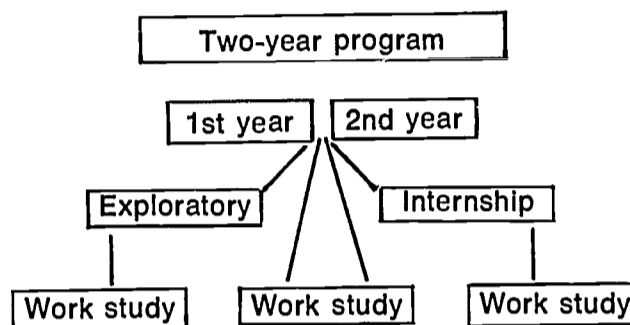 Two-year program
1st year 2nd year
Exploratory Internship
Work study Work study Work study